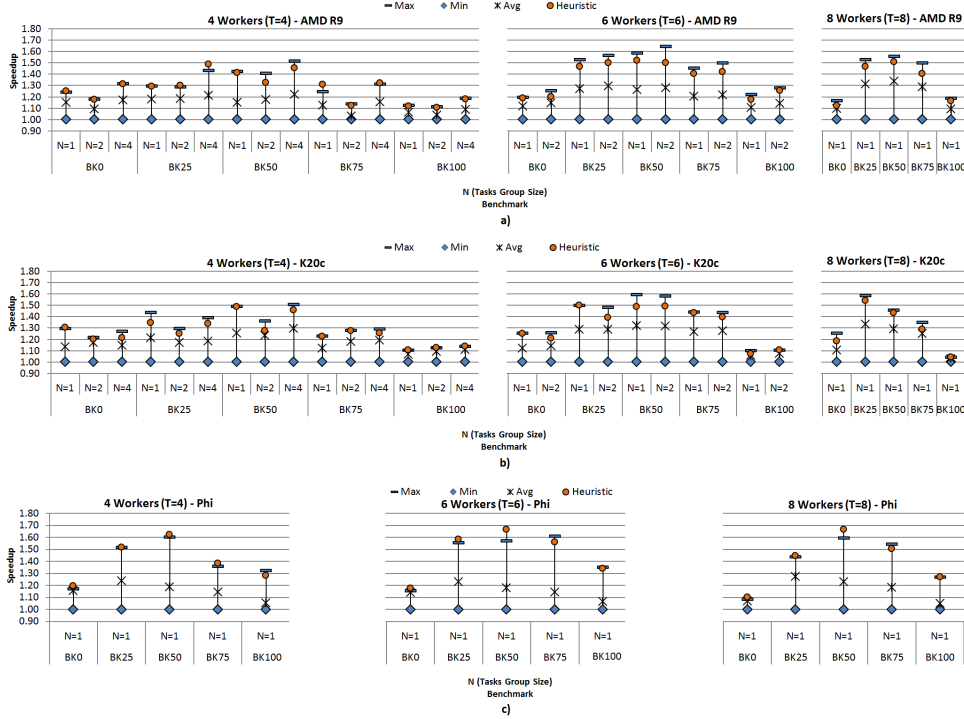 Max Min Avg Heuristic
4 Workers (T=4) - AMD R9 6 Workers (T=6) - AMD R9 8 Workers (T=8) - AMD R9
Speedup
1.80
1.70
1.60
1.50
1.40
1.30
1.20
1.10
1.00
0.90
N=1 N=2 N=4 N=1 N=2 N=4 N=1 N=2 N=4 N=1 N=2 N=4 N=1 N=2 N=4 N=1 N=2 N=1 N=2 N=1 N=2 N=1 N=2 N=1 N=2 N=1 N=1 N=1 N=1 N=1
BK0 BK25 BK50 BK75 BK100 BK0 BK25 BK50 BK75 BK100 BK0 BK25 BK50 BK75 BK100
N (Tasks Group Size)
Benchmark
a)
Max Min Avg Heuristic
4 Workers (T=4) - K20c 6 Workers (T=6) - K20c 8 Workers (T=8) - K20c
Speedup
1.80
1.70
1.60
1.50
1.40
1.30
1.20
1.10
1.00
0.90
N=1 N=2 N=4 N=1 N=2 N=4 N=1 N=2 N=4 N=1 N=2 N=4 N=1 N=2 N=4 N=1 N=2 N=1 N=2 N=1 N=2 N=1 N=2 N=1 N=2 N=1 N=1 N=1 N=1 N=1
BK0 BK25 BK50 BK75 BK100 BK0 BK25 BK50 BK75 BK100 BK0 BK25 BK50 BK75 BK100
N (Tasks Group Size)
Benchmark
b)
Max Min Avg Heuristic
4 Workers (T=4) - Phi 6 Workers (T=6) - Phi 8 Workers (T=8) - Phi
Speedup
1.80
1.70
1.60
1.50
1.40
1.30
1.20
1.10
1.00
0.90
N=1 N=1 N=1 N=1 N=1 N=1 N=1 N=1 N=1 N=1 N=1 N=1 N=1 N=1 N=1
BK0 BK25 BK50 BK75 BK100 BK0 BK25 BK50 BK75 BK100 BK0 BK25 BK50 BK75 BK100
N (Tasks Group Size)
Benchmark
c)